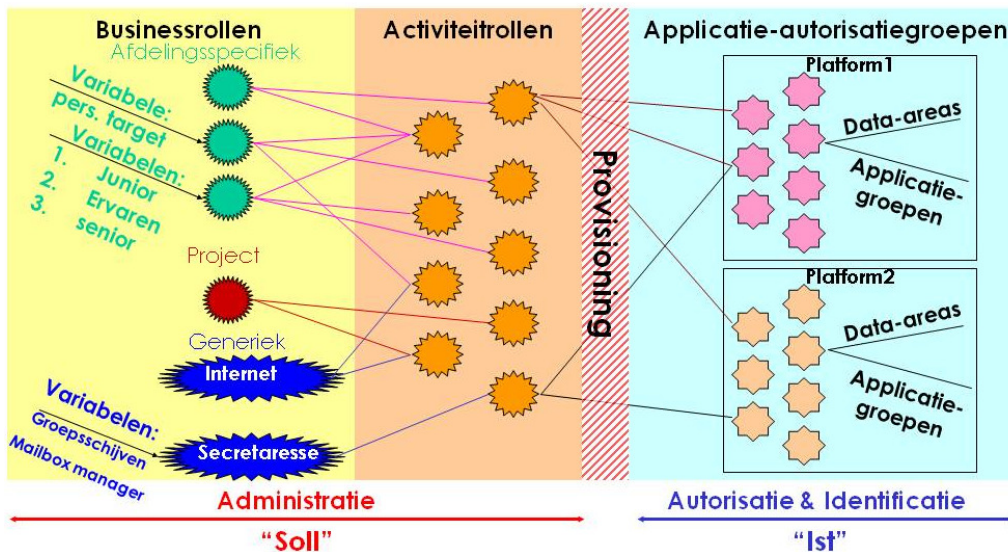 Businessrollen
Afdelingsspecifiek
Variabele:
pers. target
Variabelen:
1. Junior
2. Ervaren
3. senior
Project
Generiek
Internet
Variabelen:
Groepsschijven
Mailbox manager
Secretaresse
Activiteitrollen
Provisioning
Applicatie-autorisatiegroepen
Platform1
Data-areas
Applicatie-
groepen
Platform2
Data-areas
Applicatie-
groepen
Administratie
"Soll"
Autorisatie & Identificatie
"Ist"